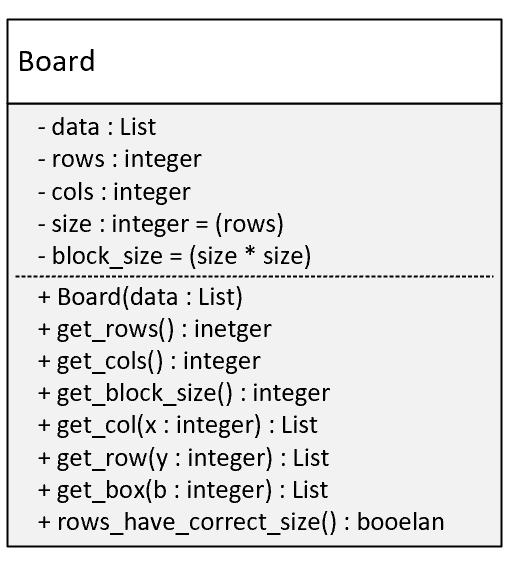 Board
- data : List
- rows : integer
- cols : integer
- size : integer = (rows)
- block_size = (size * size)
+ Board(data : List)
+ get_rows() : inetger
+ get_cols() : integer
+ get_block_size() : integer
+ get_col(x : integer) : List
+ get_row(y : integer) : List
+ get_box(b : integer) : List
+ rows_have_correct_size() : booelan